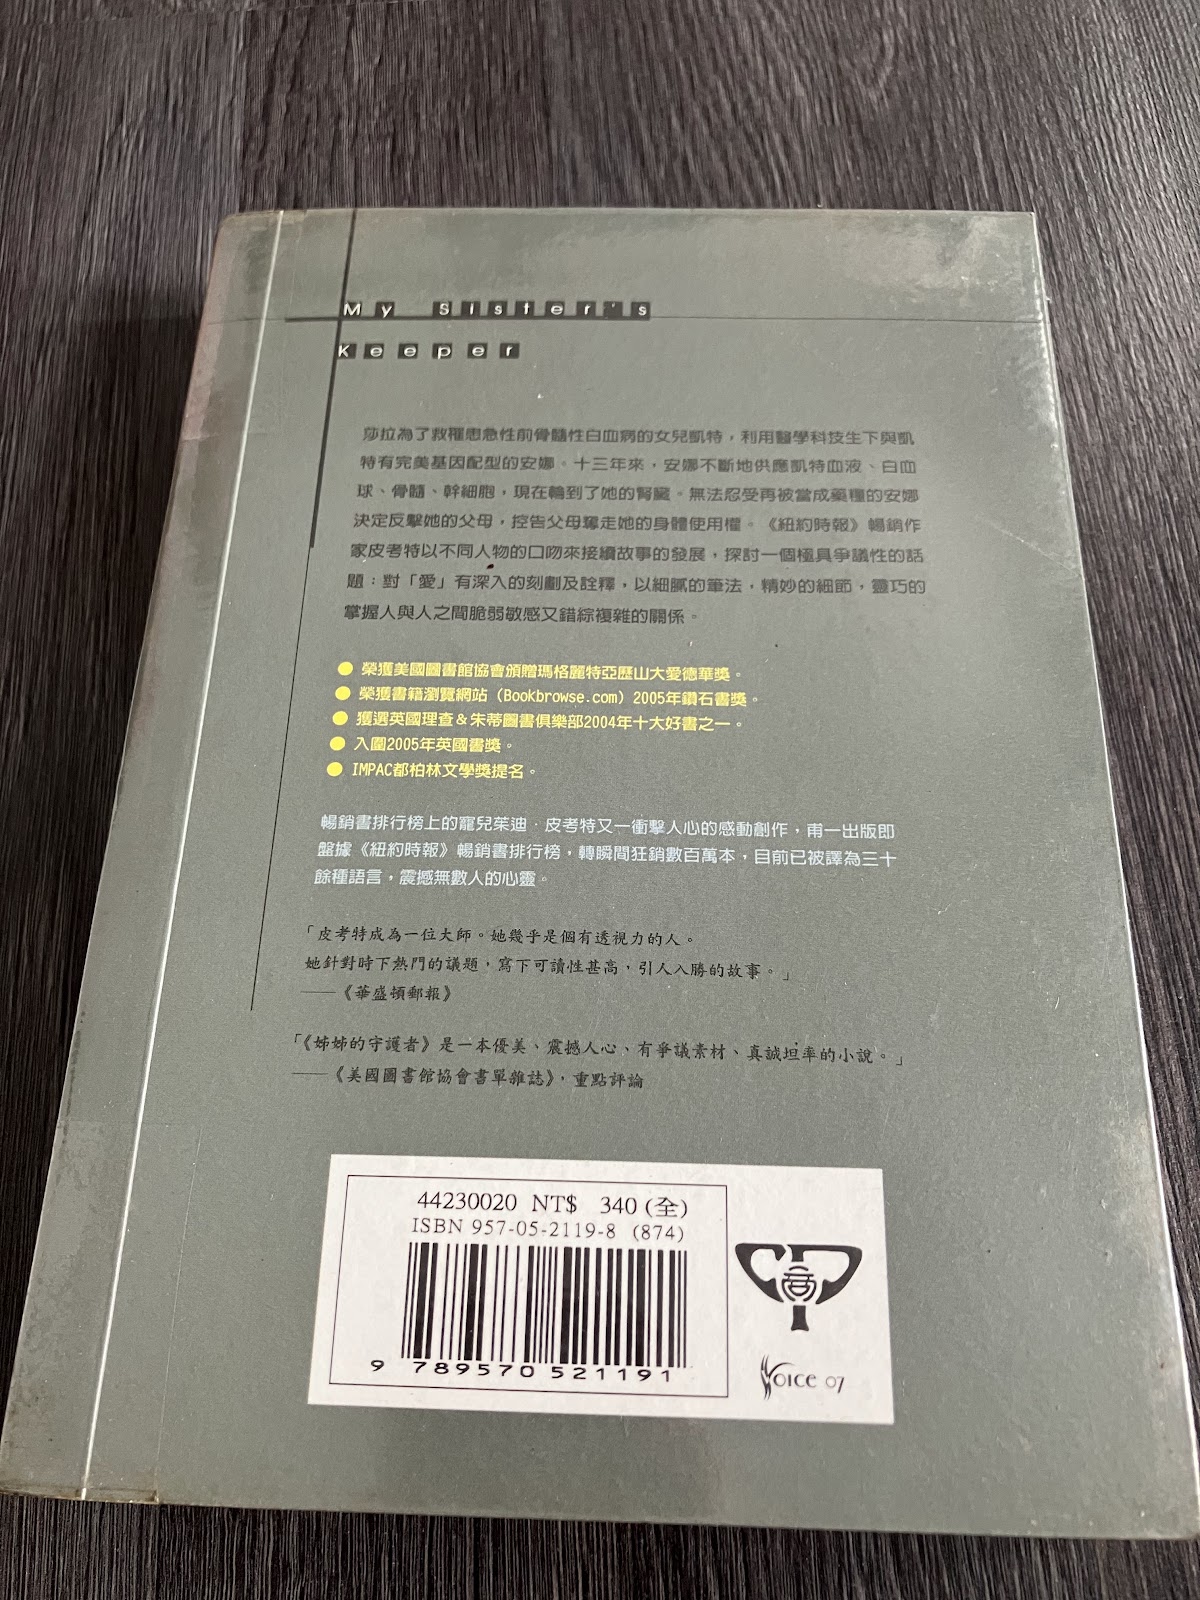 My Sister's
Keeper
莎拉為了救罹患急性前骨髓性白血病的女兒凱特，利用醫學科技生下與凱
特有完美基因配型的安娜。十三年來，安娜不斷地供應凱特血液、白血
球、骨髓、幹細胞，現在輪到了她的腎臟。無法忍受再被當成藥糧的安娜
決定反擊她的父母，控告父母奪走她的身體使用權。《紐約時報》暢銷作
家皮考特以不同人物的口吻來接續故事的發展，探討一個極具爭議性的話
題：對「愛」有深入的刻劃及詮釋，以細膩的筆法，精妙的細節，靈巧的
掌握人與人之間脆弱敏感又錯綜複雜的關係。
● 榮獲美國圖書館協會頒贈瑪格麗特亞歷山大愛德華獎。
● 榮獲書籍瀏覽網站（Bookbrowse.com）2005年鑽石書獎。
● 獲選英國理查＆朱蒂圖書俱樂部2004年十大好書之一。
● 入圍2005年英國書獎。
● IMPAC都柏林文學獎提名。
暢銷書排行榜上的寵兒茱迪·皮考特又一衝擊人心的感動創作，甫一出版即
盤據《紐約時報》暢銷書排行榜，轉瞬間狂銷數百萬本，目前已被譯為三十
餘種語言，震撼無數人的心靈。
「皮考特成為一位大師。她幾乎是個有透視力的人。
她針對時下熱門的議題，寫下可讀性甚高，引人入勝的故事。」
——《華盛頓郵報》
「《姊姊的守護者》是一本優美、震撼人心、有爭議素材、真誠坦率的小說。」
——《美國圖書館協會書單雜誌》，重點評論
44230020 NT$ 340 (全)
ISBN 957-05-2119-8 (874)
9 789570 521191
商
Voice 07